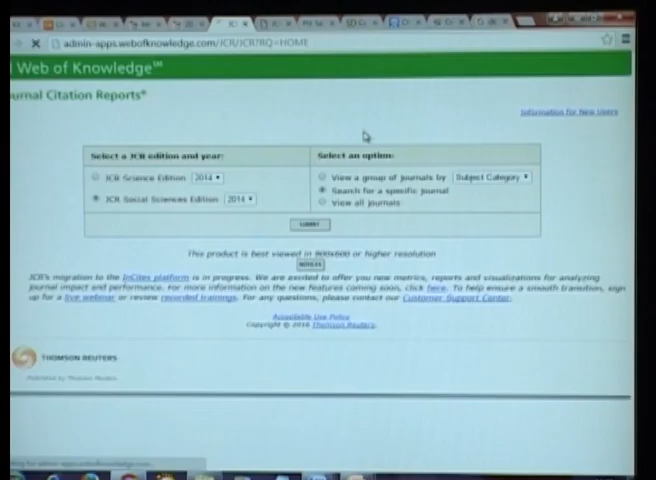 admin-apps.webofknowledge.com/JCR/JCR?RQ=HOME
Web of Knowledge℠
urnal Citation Reports®
Information for New Users
Select a JCR edition and year:
Select an option:
JCR Science Edition 2014
View a group of journals by Subject Category
JCR Social Sciences Edition 2014
Search for a specific journal
View all journals
SUBMIT
This product is best viewed in 800x600 or higher resolution
NOTICES
JCR's migration to the InCites platform is in progress. We are excited to offer you new metrics, reports and visualizations for analyzing
journal impact and performance. For more information on the new features coming soon, click here. To help ensure a smooth transition, sign
up for a live webinar or review recorded trainings. For any questions, please contact our Customer Support Center.
Acceptable Use Policy
Copyright © 2016 Thomson Reuters.
THOMSON REUTERS
Published by Thomson Reuters